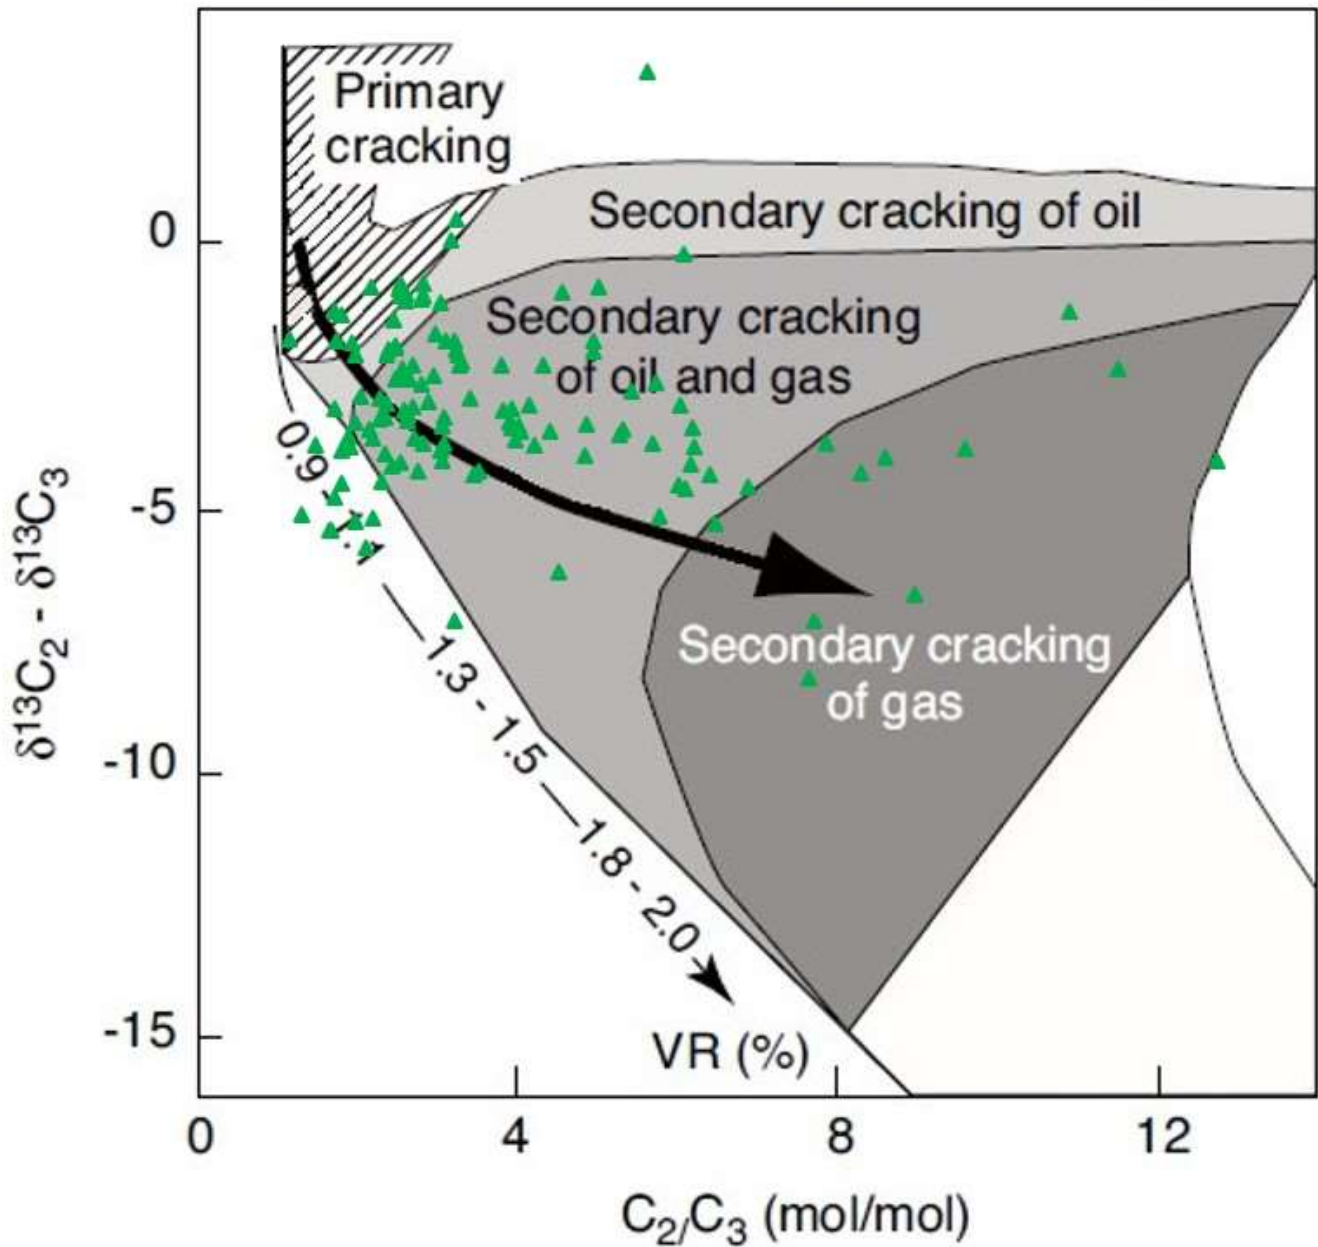 Primary
cracking
Secondary cracking of oil
Secondary cracking
of oil and gas
Secondary cracking
of gas
0.9 - 1.1
1.3 - 1.5
1.8 - 2.0
VR (%)
0
-5
-10
-15
δ¹³C₂ - δ¹³C₃
0
4
8
12
C₂/C₃ (mol/mol)